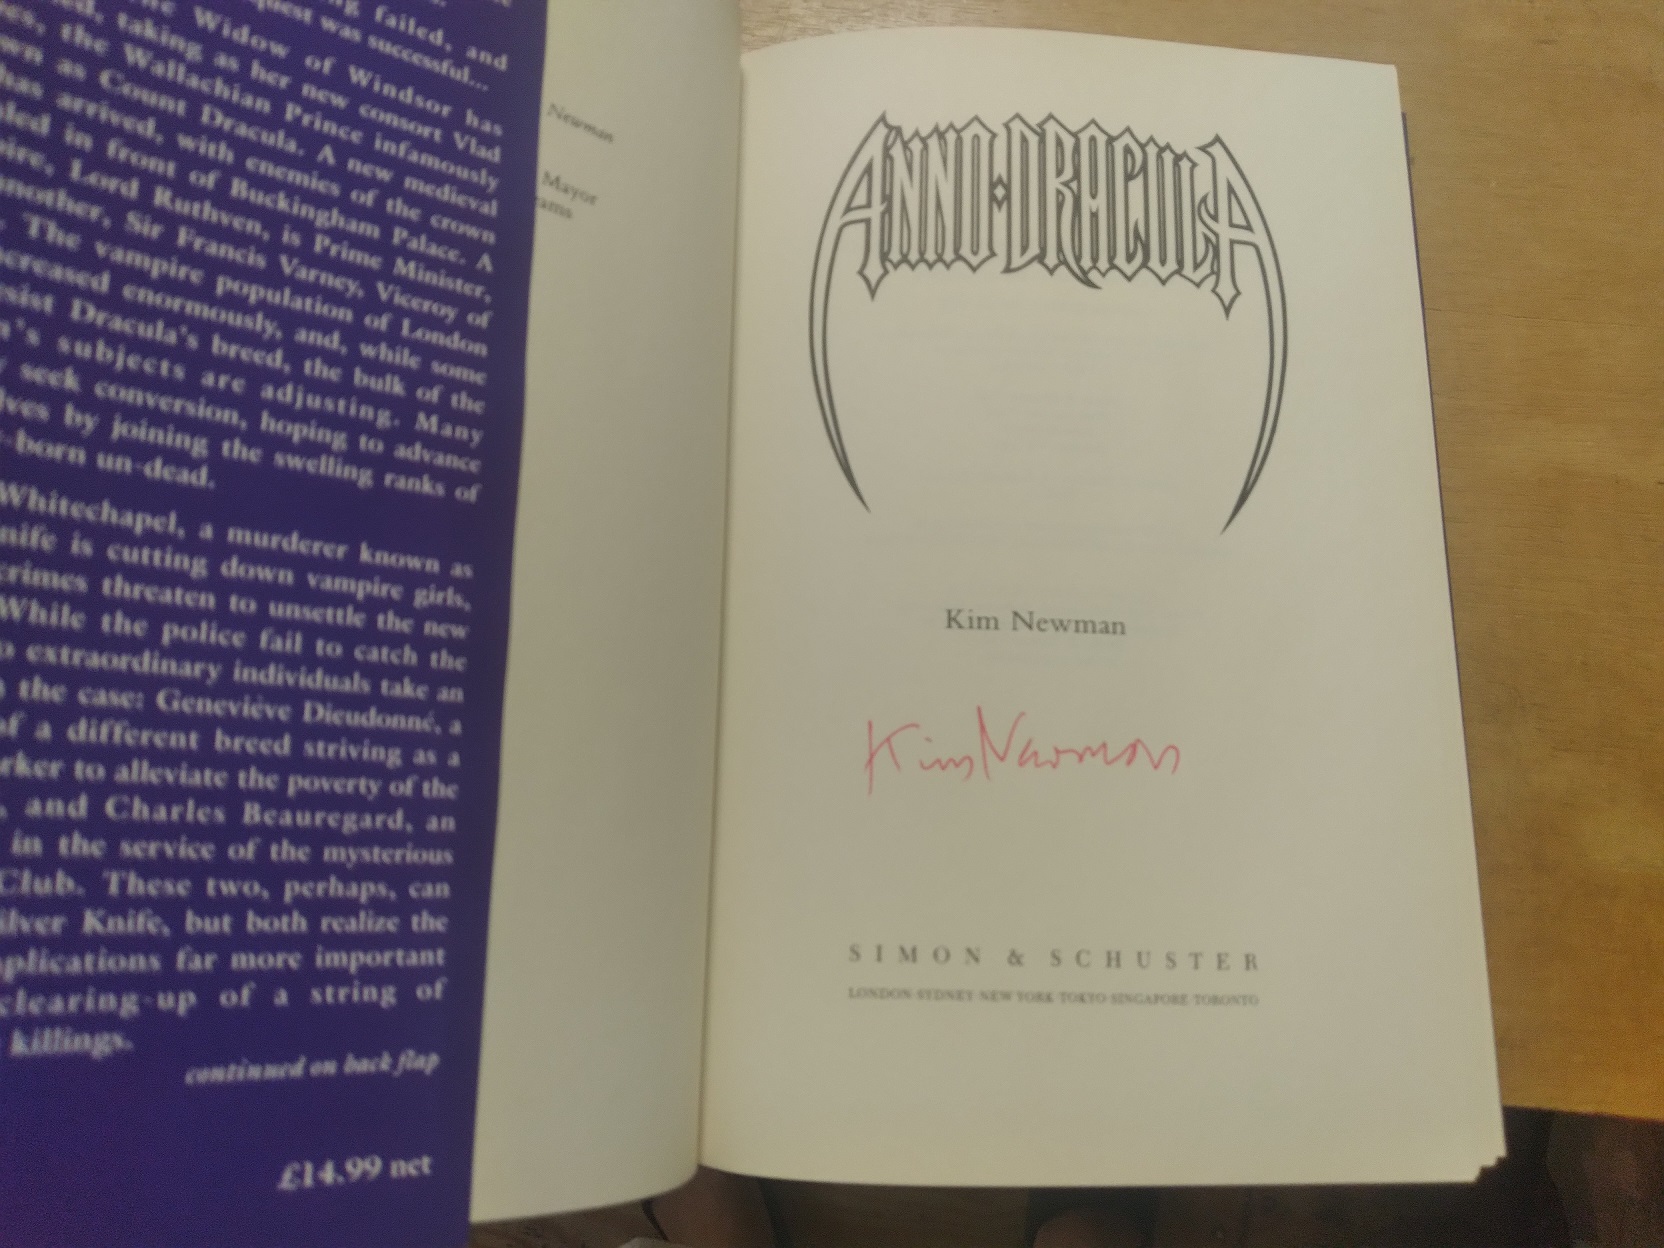 failed, and
quest was successful...
Widow of Windsor has
taking as her new consort Vlad
the Wallachian Prince infamously
as Count Dracula. A new medieval
has arrived, with enemies of the crown
in front of Buckingham Palace. A
Lord Ruthven, is Prime Minister,
another, Sir Francis Varney, Viceroy of
The vampire population of London
increased enormously, and, while some
Dracula's breed, the bulk of the
subjects are adjusting. Many
seek conversion, hoping to advance
by joining the swelling ranks of
-born un-dead.
Whitechapel, a murderer known as
Knife is cutting down vampire girls,
crimes threaten to unsettle the new
While the police fail to catch the
extraordinary individuals take an
the case: Geneviève Dieudonné, a
of a different breed striving as a
rker to alleviate the poverty of the
and Charles Beauregard, an
in the service of the mysterious
Club. These two, perhaps, can
Silver Knife, but both realize the
plications far more important
clearing-up of a string of
killings.
continued on back flap
£14.99 net
Newman
Mayor
ANNO·DRACULA
Kim Newman
Kim Newman
SIMON & SCHUSTER
LONDON·SYDNEY·NEW YORK·TOKYO·SINGAPORE·TORONTO